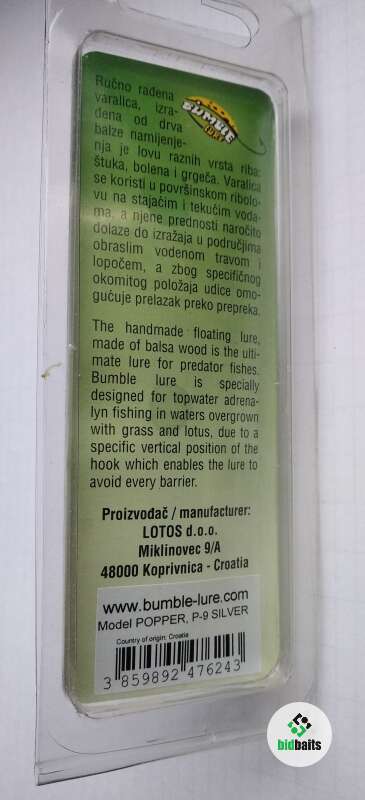 BUMBLE
LURE
Ručno rađena
varalica, izra-
đena od drva
balze namijenje-
nja je lovu raznih vrsta riba:
štuka, bolena i grgeča. Varalica
se koristi u površinskom ribolo-
vu na stajaćim i tekućim voda-
ma, a njene prednosti naročito
dolaze do izražaja u područjima
obraslim vodenom travom i
lopočem, a zbog specifičnog
okomitog položaja udice omo-
gućuje prelazak preko prepreka.
The handmade floating lure,
made of balsa wood is the ulti-
mate lure for predator fishes.
Bumble lure is specially
designed for topwater adrena-
lyn fishing in waters overgrown
with grass and lotus, due to a
specific vertical position of the
hook which enables the lure to
avoid every barrier.
Proizvođač / manufacturer:
LOTOS d.o.o.
Miklinovec 9/A
48000 Koprivnica - Croatia
www.bumble-lure.com
Model POPPER, P-9 SILVER
Country of origin: Croatia
3 859892 476243
bidbaits